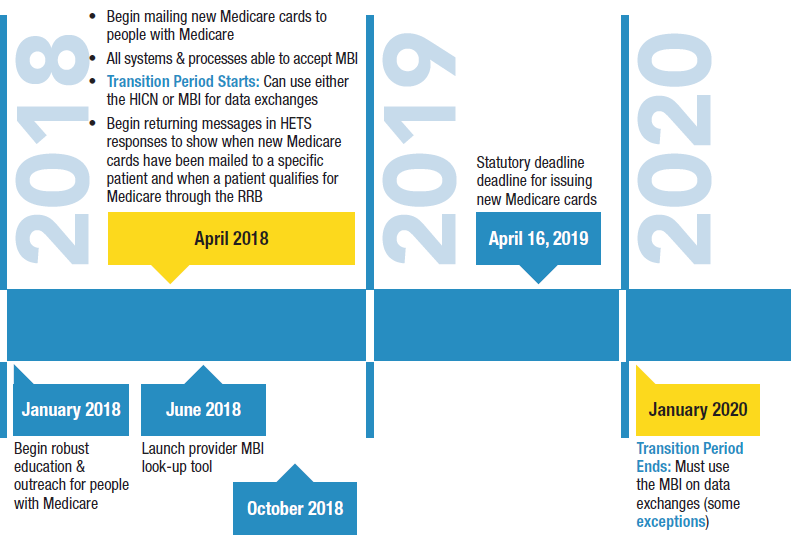 2018
• Begin mailing new Medicare cards to
people with Medicare
• All systems & processes able to accept MBI
• Transition Period Starts: Can use either
the HICN or MBI for data exchanges
• Begin returning messages in HETS
responses to show when new Medicare
cards have been mailed to a specific
patient and when a patient qualifies for
Medicare through the RRB
April 2018
2019
Statutory deadline
deadline for issuing
new Medicare cards
April 16, 2019
2020
January 2018
Begin robust
education &
outreach for people
with Medicare
June 2018
Launch provider MBI
look-up tool
October 2018
January 2020
Transition Period
Ends: Must use
the MBI on data
exchanges (some
exceptions)